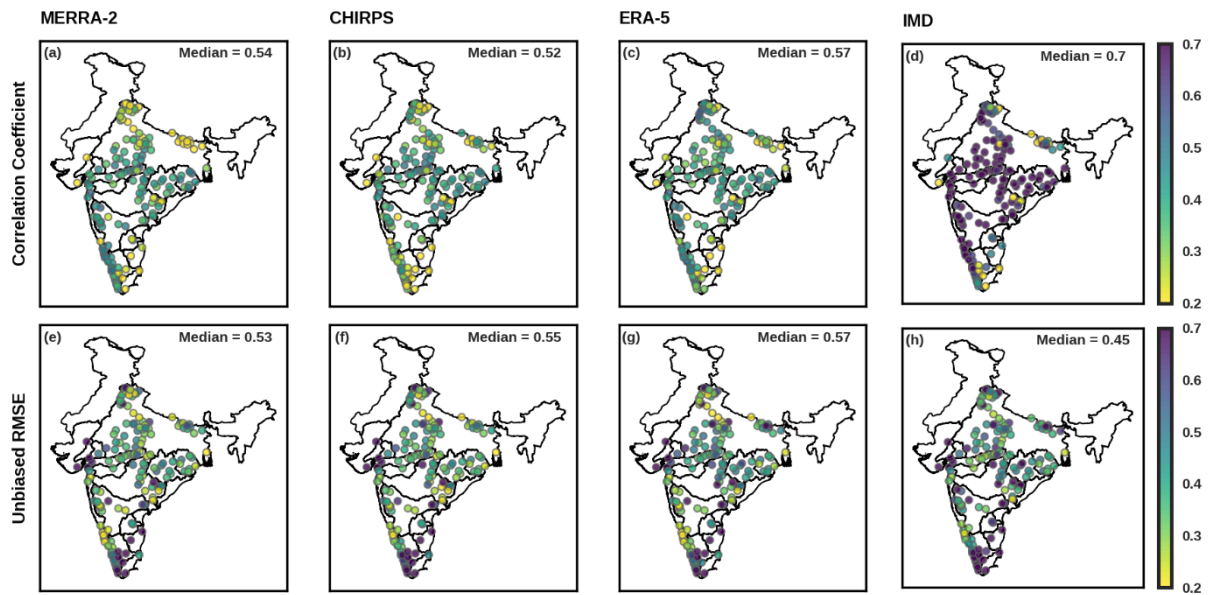 MERRA-2 CHIRPS ERA-5 IMD
(a) Median = 0.54
(b) Median = 0.52
(c) Median = 0.57
(d) Median = 0.7
Correlation Coefficient
0.7
0.6
0.5
0.4
0.3
0.2
(e) Median = 0.53
(f) Median = 0.55
(g) Median = 0.57
(h) Median = 0.45
Unbiased RMSE
0.7
0.6
0.5
0.4
0.3
0.2